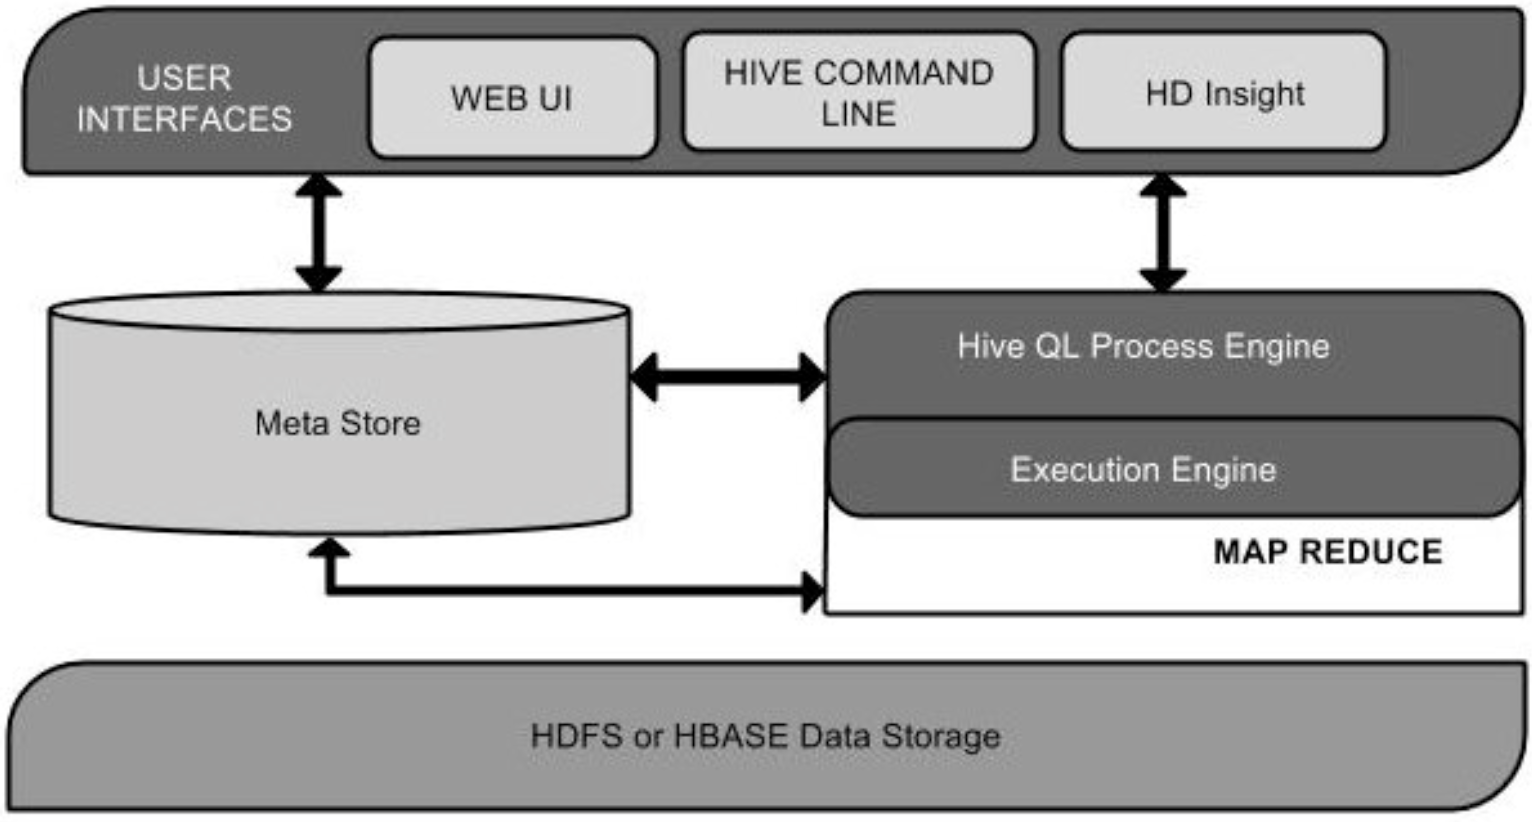 USER
INTERFACES
WEB UI
HIVE COMMAND
LINE
HD Insight
Meta Store
Hive QL Process Engine
Execution Engine
MAP REDUCE
HDFS or HBASE Data Storage